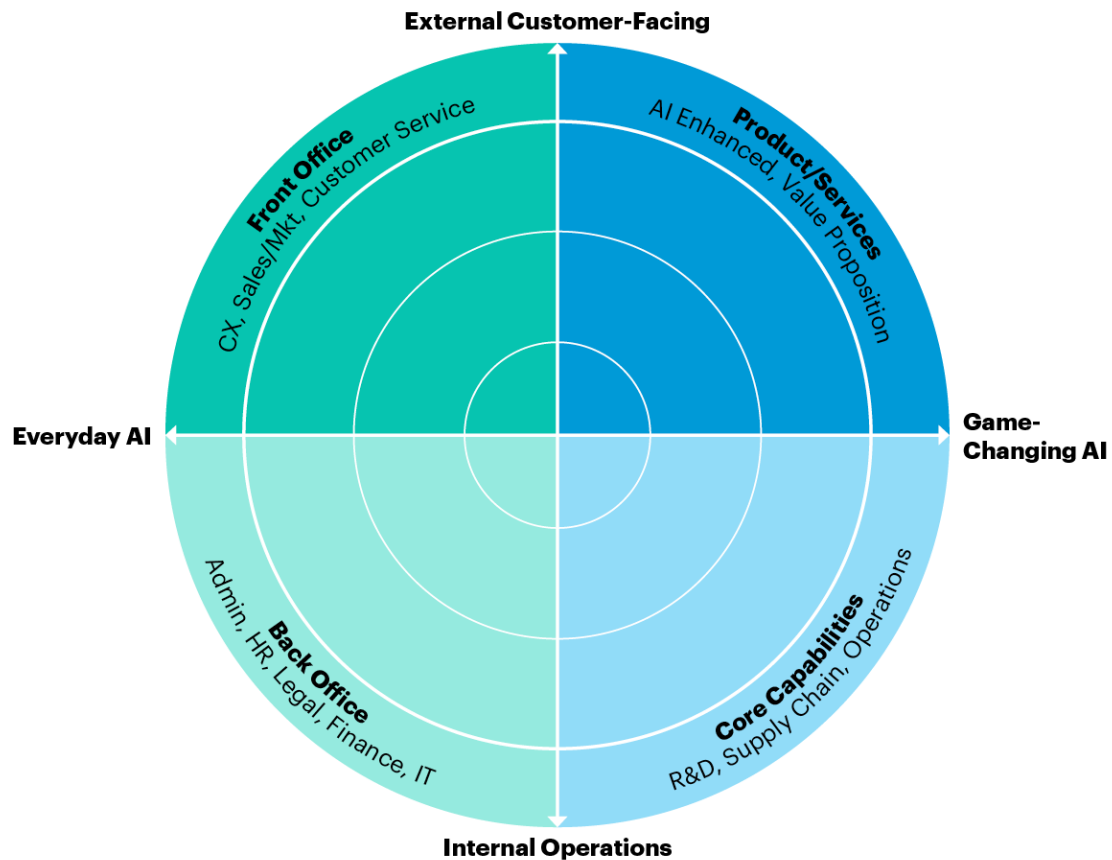 External Customer-Facing
Front Office
CX, Sales/Mkt, Customer Service
Product/Services
AI Enhanced, Value Proposition
Everyday AI
Game-
Changing AI
Back Office
Admin, HR, Legal, Finance, IT
Core Capabilities
R&D, Supply Chain, Operations
Internal Operations